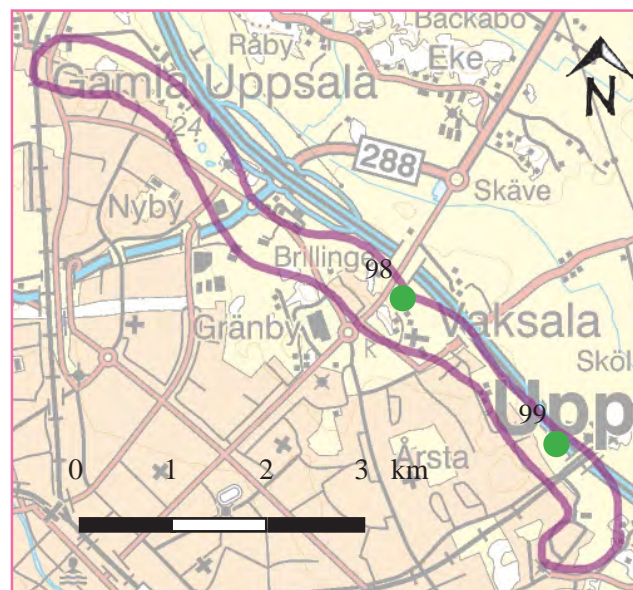 Backabo
Råby
Eke
Gamla Uppsala
N
24
288
Skäve
Nyby
Brillinge
98
Gränby
Vaksala
K
Sköl
Upp
99
Årsta
0 1 2 3 km